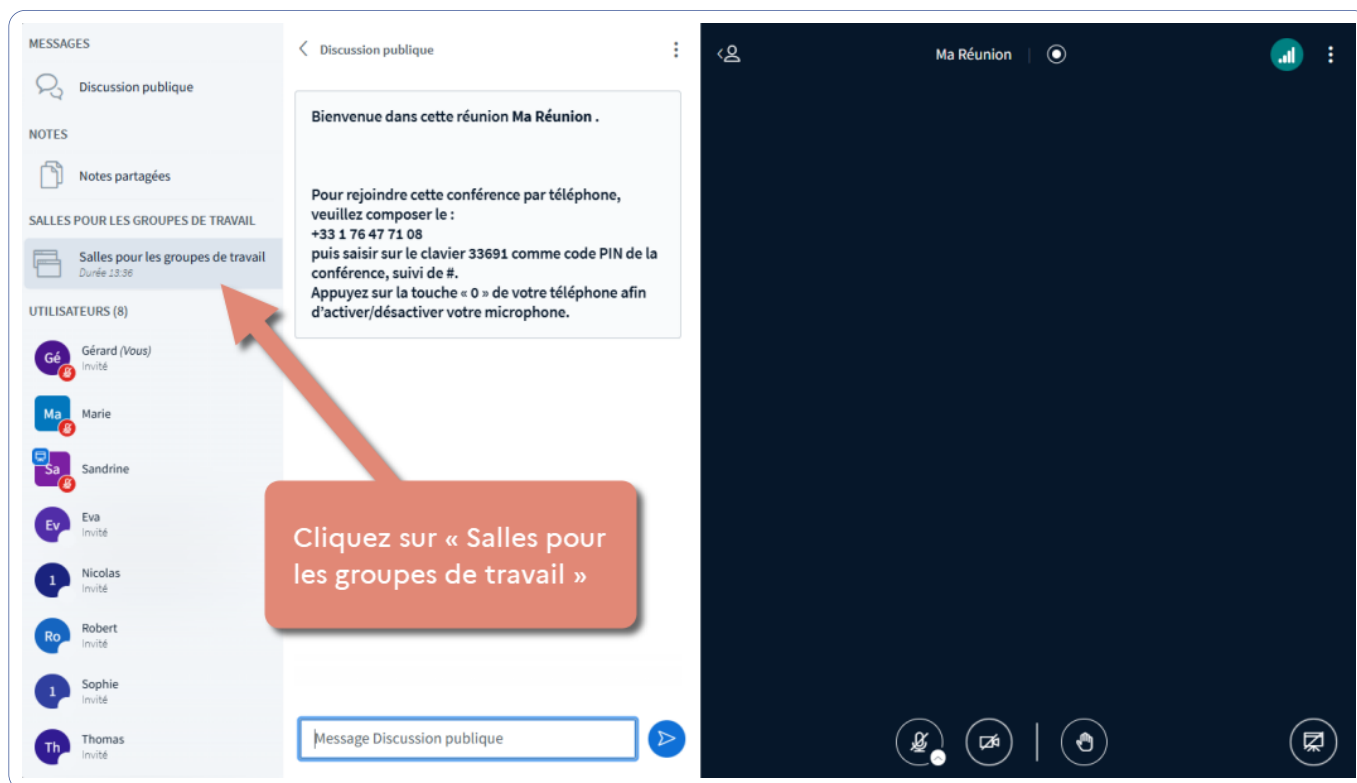 MESSAGES
Discussion publique
NOTES
Notes partagées
SALLES POUR LES GROUPES DE TRAVAIL
Salles pour les groupes de travail
Durée 13:36
UTILISATEURS (8)
Gé
Gérard (Vous)
Invité
Ma
Marie
Sa
Sandrine
Ev
Eva
Invité
1
Nicolas
Invité
Ro
Robert
Invité
1
Sophie
Invité
Th
Thomas
Invité
Discussion publique
Bienvenue dans cette réunion Ma Réunion .
Pour rejoindre cette conférence par téléphone,
veuillez composer le :
+33 1 76 47 71 08
puis saisir sur le clavier 33691 comme code PIN de la
conférence, suivi de #.
Appuyez sur la touche « 0 » de votre téléphone afin
d'activer/désactiver votre microphone.
Cliquez sur « Salles pour
les groupes de travail »
Message Discussion publique
Ma Réunion